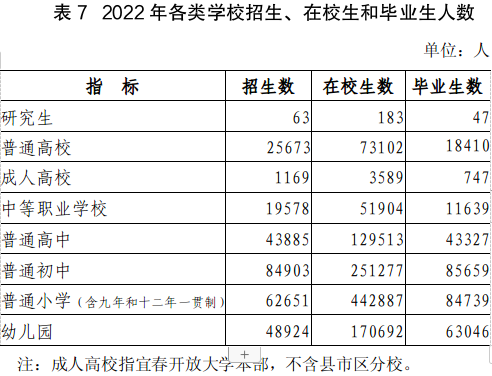 表 7 2022 年各类学校招生、在校生和毕业生人数
单位：人
指 标 招生数 在校生数 毕业生数
研究生 63 183 47
普通高校 25673 73102 18410
成人高校 1169 3589 747
中等职业学校 19578 51904 11639
普通高中 43885 129513 43327
普通初中 84903 251277 85659
普通小学（含九年和十二年一贯制） 62651 442887 84739
幼儿园 48924 170692 63046
注：成人高校指宜春开放大学本部，不含县市区分校。